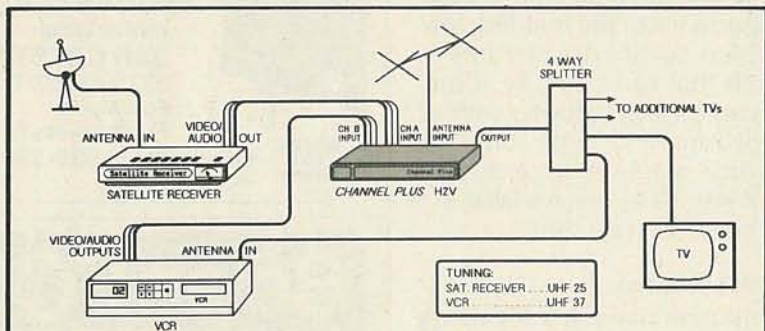 4 WAY
SPLITTER
TO ADDITIONAL TVs
ANTENNA IN
VIDEO/
AUDIO OUT
CH B
INPUT
CH A
INPUT
ANTENNA
INPUT
OUTPUT
Satellite Receiver
SATELLITE RECEIVER
Channel Plus
CHANNEL PLUS H2V
VIDEO/AUDIO
OUTPUTS
ANTENNA IN
02
VCR
VCR
TUNING:
SAT. RECEIVER .... UHF 25
VCR ............... UHF 37
TV